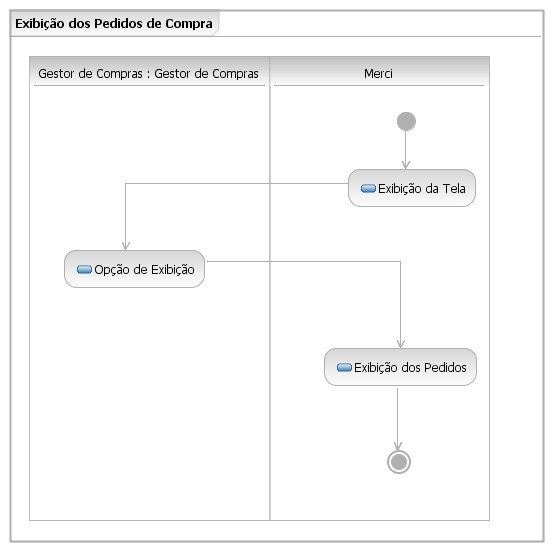 Exibição dos Pedidos de Compra
Gestor de Compras : Gestor de Compras
Merci
Exibição da Tela
Opção de Exibição
Exibição dos Pedidos